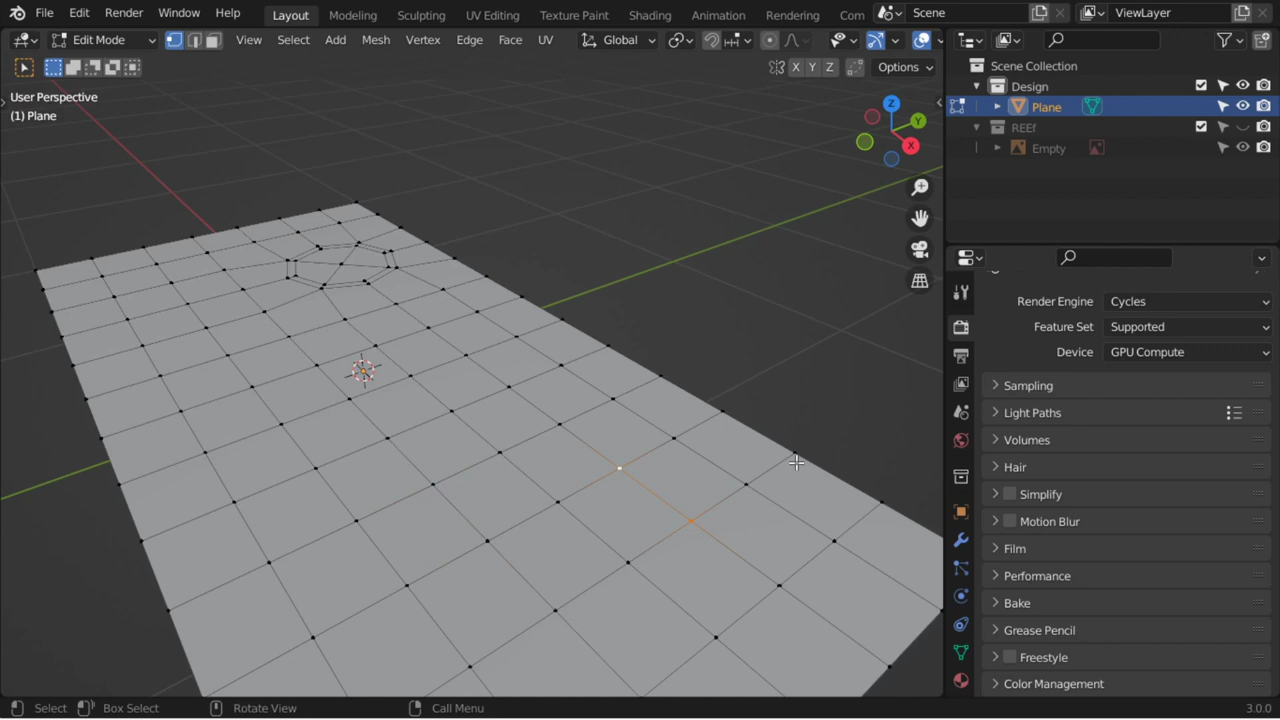 File Edit Render Window Help Layout Modeling Sculpting UV Editing Texture Paint Shading Animation Rendering Com Scene ViewLayer
Edit Mode View Select Add Mesh Vertex Edge Face UV Global
X Y Z Options
User Perspective
(1) Plane
Z
Y
X
Scene Collection
Design
Plane
REEf
Empty
Render Engine Cycles
Feature Set Supported
Device GPU Compute
Sampling
Light Paths
Volumes
Hair
Simplify
Motion Blur
Film
Performance
Bake
Grease Pencil
Freestyle
Color Management
Select Box Select Rotate View Call Menu 3.0.0